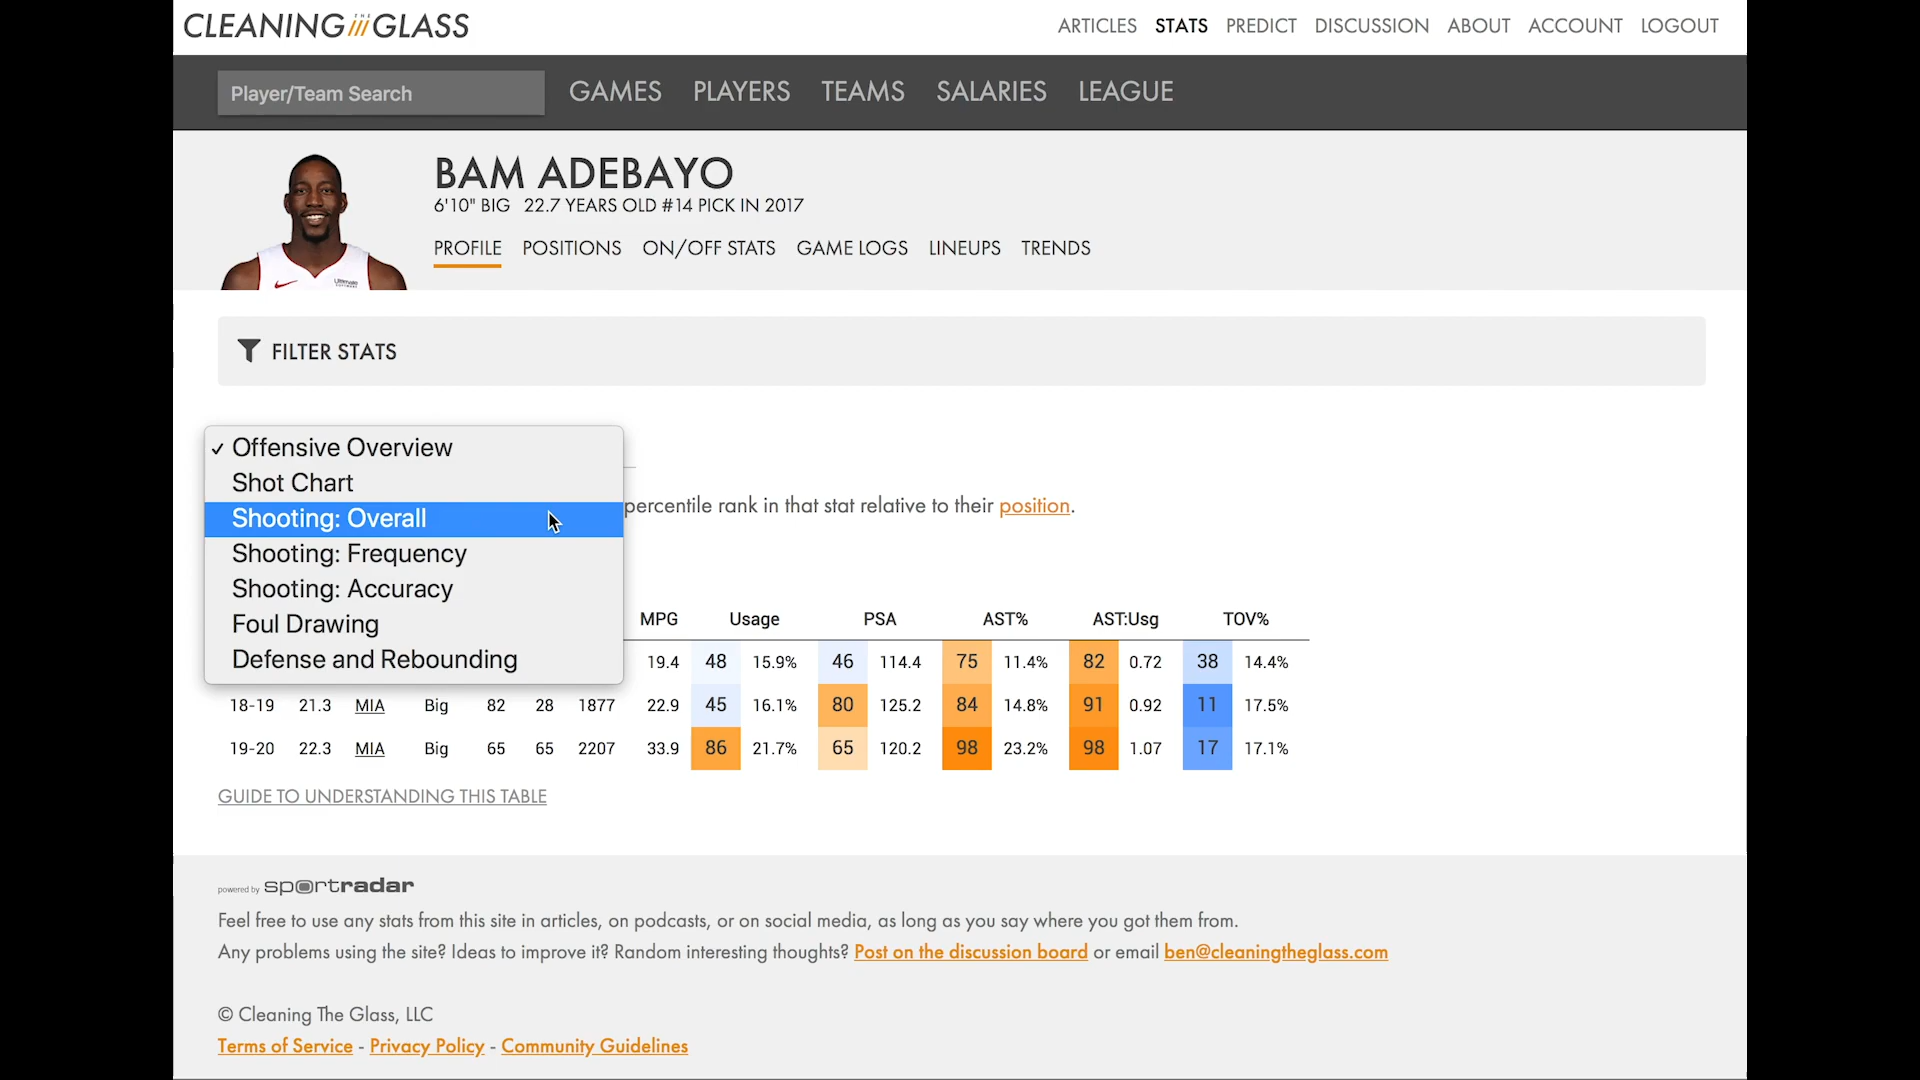 CLEANING THE GLASS
ARTICLES STATS PREDICT DISCUSSION ABOUT ACCOUNT LOGOUT
Player/Team Search GAMES PLAYERS TEAMS SALARIES LEAGUE
BAM ADEBAYO
6'10" BIG 22.7 YEARS OLD #14 PICK IN 2017
PROFILE POSITIONS ON/OFF STATS GAME LOGS LINEUPS TRENDS
FILTER STATS
✓ Offensive Overview
Shot Chart
Shooting: Overall
Shooting: Frequency
Shooting: Accuracy
Foul Drawing
Defense and Rebounding
percentile rank in that stat relative to their position.
MPG Usage PSA AST% AST:Usg TOV%
19.4 48 15.9% 46 114.4 75 11.4% 82 0.72 38 14.4%
18-19 21.3 MIA Big 82 28 1877 22.9 45 16.1% 80 125.2 84 14.8% 91 0.92 11 17.5%
19-20 22.3 MIA Big 65 65 2207 33.9 86 21.7% 65 120.2 98 23.2% 98 1.07 17 17.1%
GUIDE TO UNDERSTANDING THIS TABLE
powered by sportradar
Feel free to use any stats from this site in articles, on podcasts, or on social media, as long as you say where you got them from.
Any problems using the site? Ideas to improve it? Random interesting thoughts? Post on the discussion board or email ben@cleaningtheglass.com
© Cleaning The Glass, LLC
Terms of Service - Privacy Policy - Community Guidelines